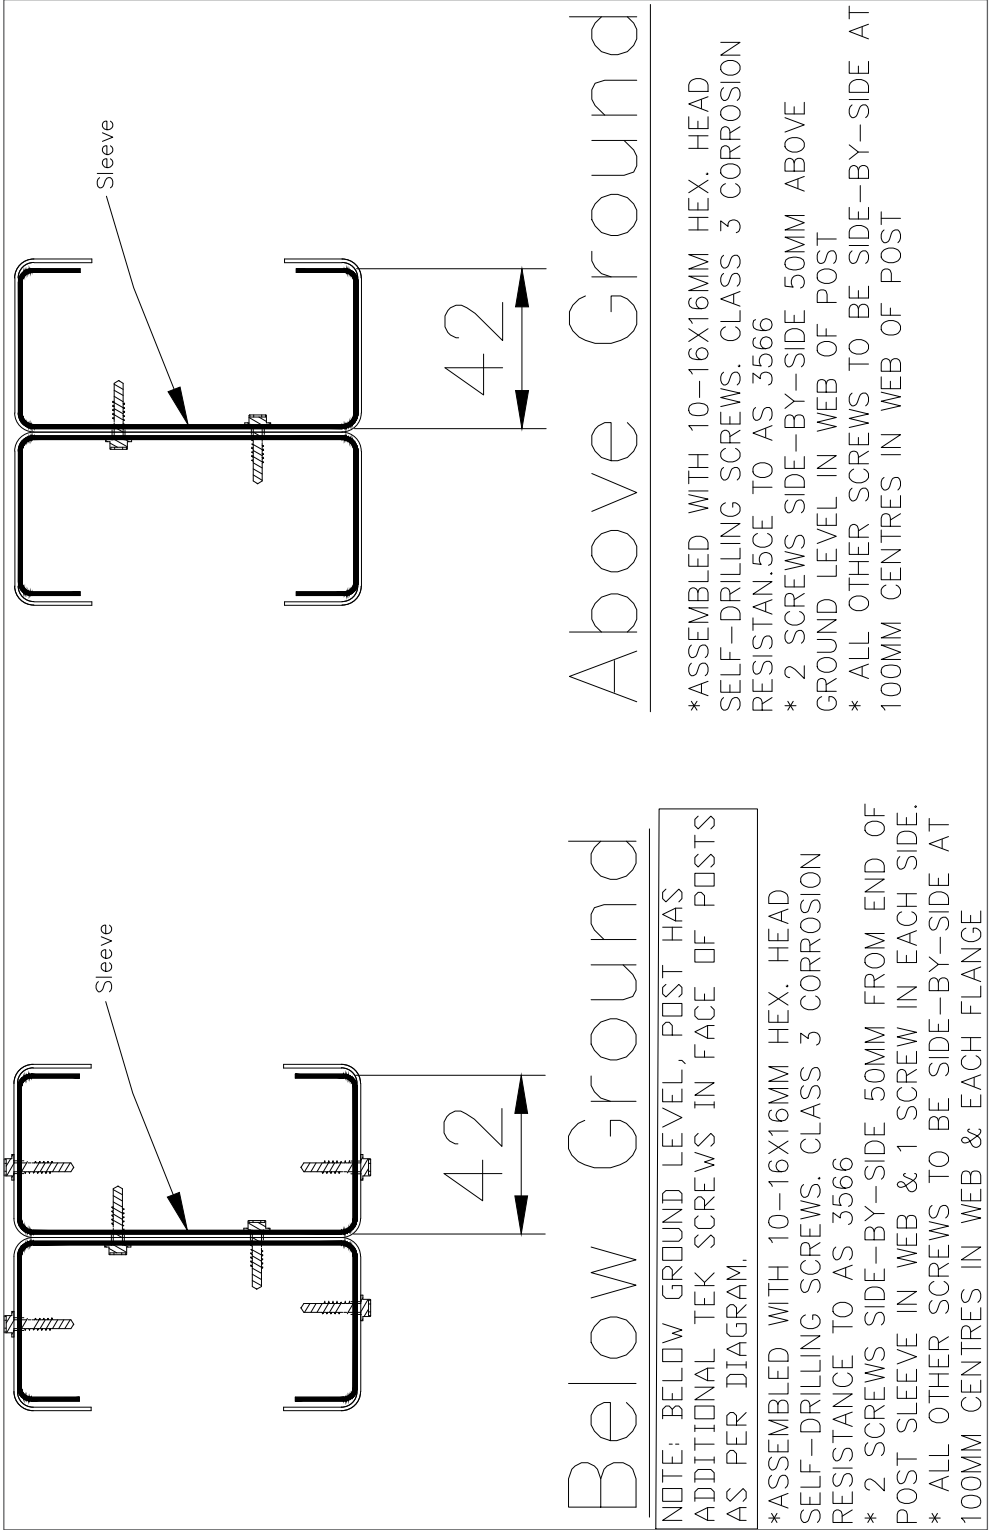 Sleeve
42
Below Ground
NOTE: BELOW GROUND LEVEL, POST HAS
ADDITIONAL TEK SCREWS IN FACE OF POSTS
AS PER DIAGRAM.
*ASSEMBLED WITH 10-16X16MM HEX. HEAD
SELF-DRILLING SCREWS. CLASS 3 CORROSION
RESISTANCE TO AS 3566
* 2 SCREWS SIDE-BY-SIDE 50MM FROM END OF
POST SLEEVE IN WEB & 1 SCREW IN EACH SIDE.
* ALL OTHER SCREWS TO BE SIDE-BY-SIDE AT
100MM CENTRES IN WEB & EACH FLANGE
Sleeve
42
Above Ground
*ASSEMBLED WITH 10-16X16MM HEX. HEAD
SELF-DRILLING SCREWS. CLASS 3 CORROSION
RESISTAN.5CE TO AS 3566
* 2 SCREWS SIDE-BY-SIDE 50MM ABOVE
GROUND LEVEL IN WEB OF POST
* ALL OTHER SCREWS TO BE SIDE-BY-SIDE AT
100MM CENTRES IN WEB OF POST